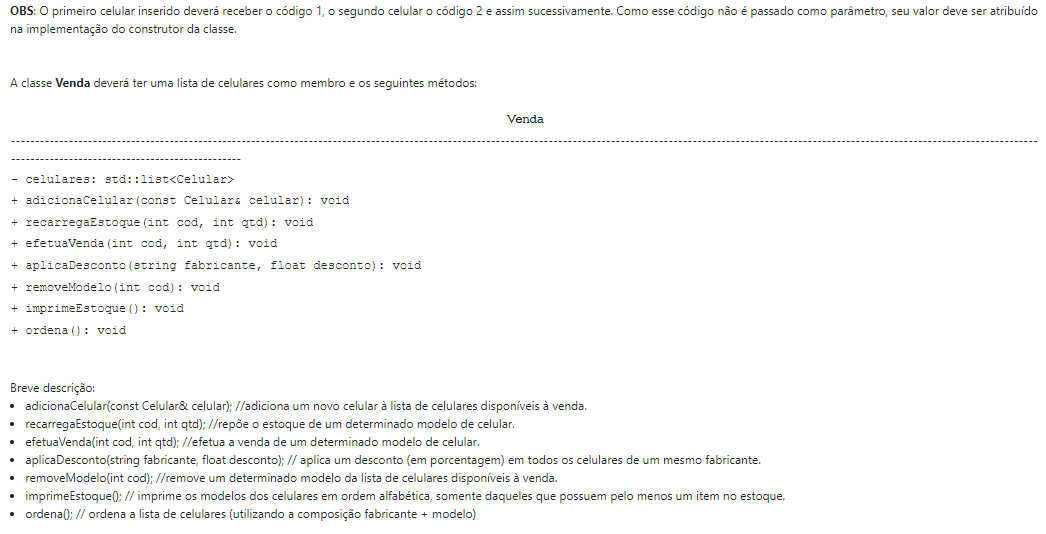 OBS: O primeiro celular inserido deverá receber o código 1, o segundo celular o código 2 e assim sucessivamente. Como esse código não é passado como parâmetro, seu valor deve ser atribuído
na implementação do construtor da classe.
A classe Venda deverá ter uma lista de celulares como membro e os seguintes métodos:
Venda
- celulares: std::list<Celular>
+ adicionaCelular(const Celular& celular): void
+ recarregaEstoque(int cod, int qtd): void
+ efetuaVenda(int cod, int qtd): void
+ aplicaDesconto(string fabricante, float desconto): void
+ removeModelo(int cod): void
+ imprimeEstoque(): void
+ ordena(): void
Breve descrição:
• adicionaCelular(const Celular& celular); //adiciona um novo celular à lista de celulares disponíveis à venda.
• recarregaEstoque(int cod, int qtd); //repõe o estoque de um determinado modelo de celular.
• efetuaVenda(int cod, int qtd); //efetua a venda de um determinado modelo de celular.
• aplicaDesconto(string fabricante, float desconto); // aplica um desconto (em porcentagem) em todos os celulares de um mesmo fabricante.
• removeModelo(int cod); //remove um determinado modelo da lista de celulares disponíveis à venda.
• imprimeEstoque(); // imprime os modelos dos celulares em ordem alfabética, somente daqueles que possuem pelo menos um item no estoque.
• ordena(); // ordena a lista de celulares (utilizando a composição fabricante + modelo)